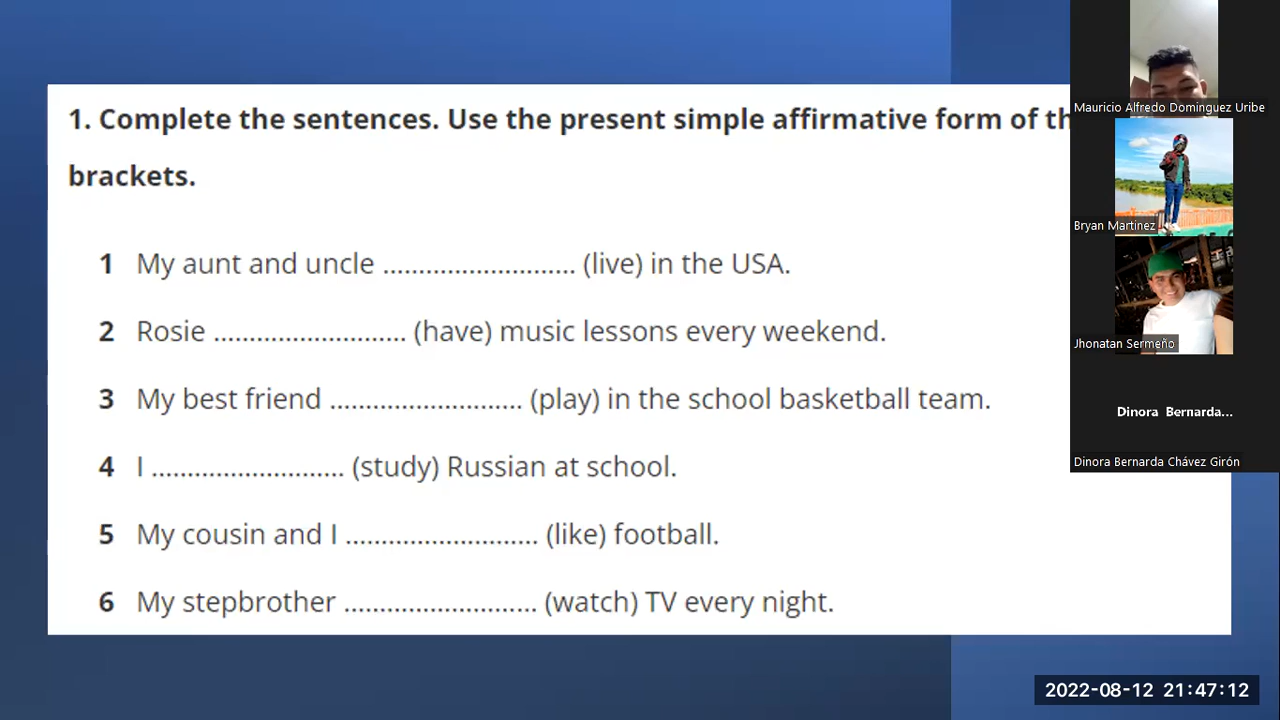 1. Complete the sentences. Use the present simple affirmative form of
brackets.
1 My aunt and uncle ........................... (live) in the USA.
2 Rosie ........................... (have) music lessons every weekend.
3 My best friend ........................... (play) in the school basketball team.
4 I ........................... (study) Russian at school.
5 My cousin and I ........................... (like) football.
6 My stepbrother ........................... (watch) TV every night.
Mauricio Alfredo Dominguez Uribe
Bryan Martinez
Jhonatan Sermeño
Dinora Bernarda...
Dinora Bernarda Chávez Girón
2022-08-12 21:47:12